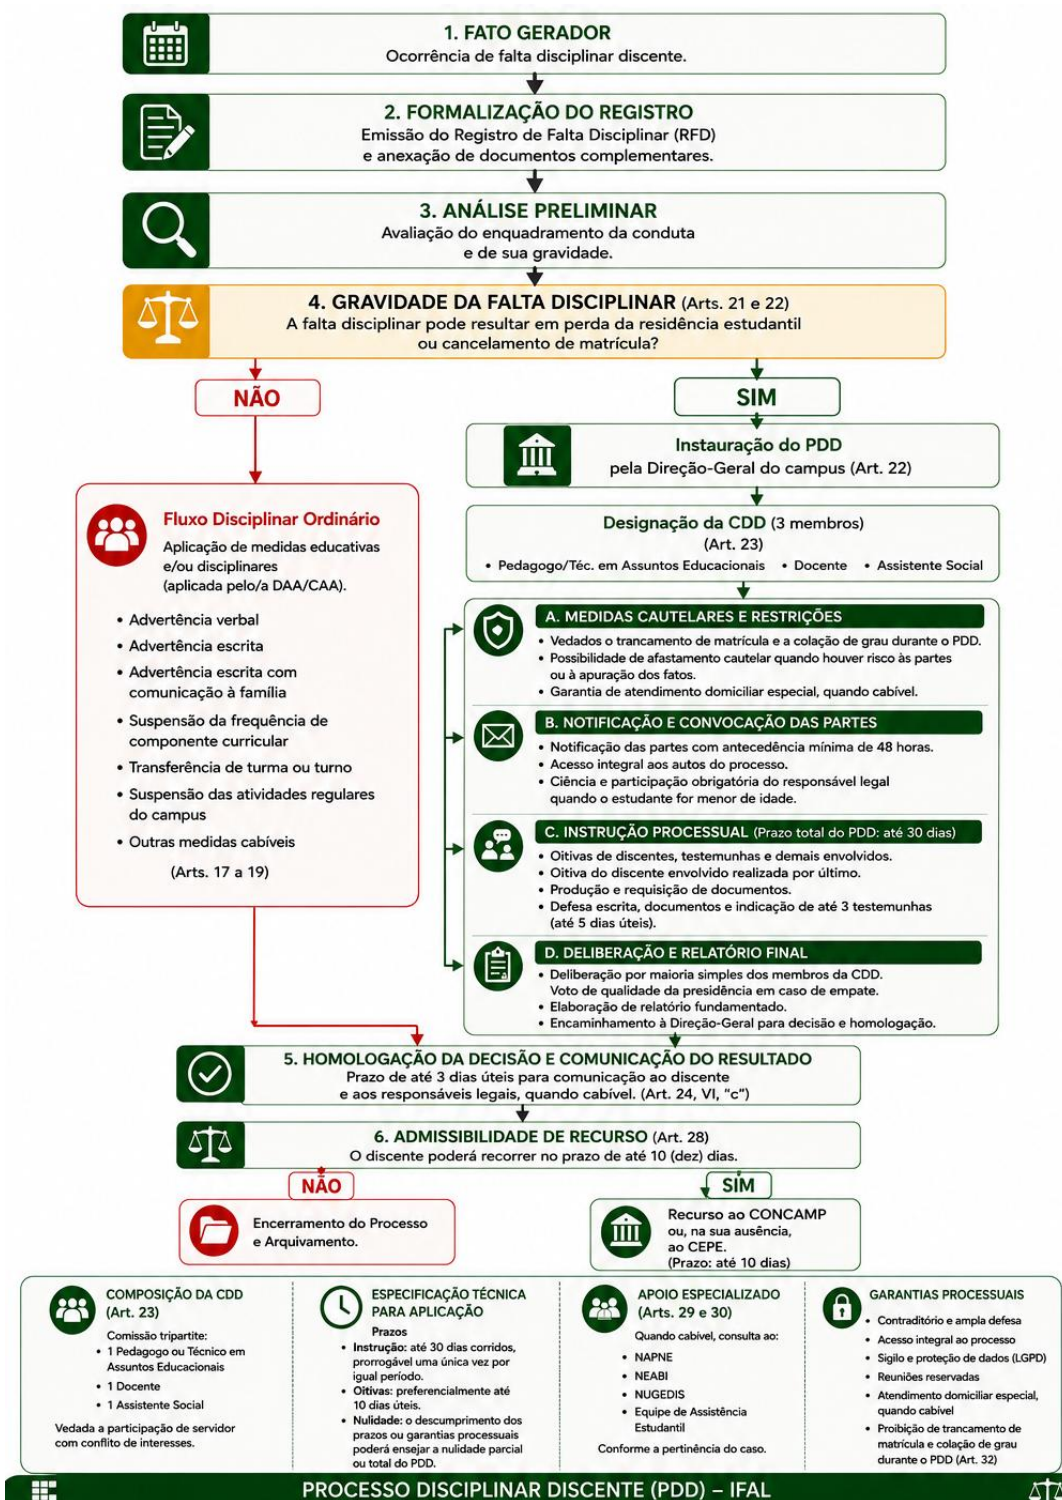 1. FATO GERADOR
Ocorrência de falta disciplinar discente.
2. FORMALIZAÇÃO DO REGISTRO
Emissão do Registro de Falta Disciplinar (RFD)
e anexação de documentos complementares.
3. ANÁLISE PRELIMINAR
Avaliação do enquadramento da conduta
e de sua gravidade.
4. GRAVIDADE DA FALTA DISCIPLINAR (Arts. 21 e 22)
A falta disciplinar pode resultar em perda da residência estudantil
ou cancelamento de matrícula?
NÃO
SIM
Fluxo Disciplinar Ordinário
Aplicação de medidas educativas
e/ou disciplinares
(aplicada pelo/a DAA/CAA).
• Advertência verbal
• Advertência escrita
• Advertência escrita com
comunicação à família
• Suspensão da frequência de
componente curricular
• Transferência de turma ou turno
• Suspensão das atividades regulares
do campus
• Outras medidas cabíveis
(Arts. 17 a 19)
Instauração do PDD
pela Direção-Geral do campus (Art. 22)
Designação da CDD (3 membros)
(Art. 23)
• Pedagogo/Téc. em Assuntos Educacionais • Docente • Assistente Social
A. MEDIDAS CAUTELARES E RESTRIÇÕES
• Vedados o trancamento de matrícula e a colação de grau durante o PDD.
• Possibilidade de afastamento cautelar quando houver risco às partes
ou à apuração dos fatos.
• Garantia de atendimento domiciliar especial, quando cabível.
B. NOTIFICAÇÃO E CONVOCAÇÃO DAS PARTES
• Notificação das partes com antecedência mínima de 48 horas.
• Acesso integral aos autos do processo.
• Ciência e participação obrigatória do responsável legal
quando o estudante for menor de idade.
C. INSTRUÇÃO PROCESSUAL (Prazo total do PDD: até 30 dias)
• Oitivas de discentes, testemunhas e demais envolvidos.
• Oitiva do discente envolvido realizada por último.
• Produção e requisição de documentos.
• Defesa escrita, documentos e indicação de até 3 testemunhas
(até 5 dias úteis).
D. DELIBERAÇÃO E RELATÓRIO FINAL
• Deliberação por maioria simples dos membros da CDD.
Voto de qualidade da presidência em caso de empate.
• Elaboração de relatório fundamentado.
• Encaminhamento à Direção-Geral para decisão e homologação.
5. HOMOLOGAÇÃO DA DECISÃO E COMUNICAÇÃO DO RESULTADO
Prazo de até 3 dias úteis para comunicação ao discente
e aos responsáveis legais, quando cabível. (Art. 24, VI, “c”)
6. ADMISSIBILIDADE DE RECURSO (Art. 28)
O discente poderá recorrer no prazo de até 10 (dez) dias.
NÃO
SIM
Encerramento do Processo
e Arquivamento.
Recurso ao CONCAMP
ou, na sua ausência,
ao CEPE.
(Prazo: até 10 dias)
COMPOSIÇÃO DA CDD
(Art. 23)
Comissão tripartite:
• 1 Pedagogo ou Técnico em
Assuntos Educacionais
• 1 Docente
• 1 Assistente Social
Vedada a participação de servidor
com conflito de interesses.
ESPECIFICAÇÃO TÉCNICA
PARA APLICAÇÃO
Prazos
• Instrução: até 30 dias corridos,
prorrogável uma única vez por
igual período.
• Oitivas: preferencialmente até
10 dias úteis.
• Nulidade: o descumprimento dos
prazos ou garantias processuais
poderá ensejar a nulidade parcial
ou total do PDD.
APOIO ESPECIALIZADO
(Arts. 29 e 30)
Quando cabível, consulta ao:
• NAPNE
• NEABI
• NUGEDIS
• Equipe de Assistência
Estudantil
Conforme a pertinência do caso.
GARANTIAS PROCESSUAIS
• Contraditório e ampla defesa
• Acesso integral ao processo
• Sigilo e proteção de dados (LGPD)
• Reuniões reservadas
• Atendimento domiciliar especial,
quando cabível
• Proibição de trancamento de
matrícula e colação de grau
durante o PDD (Art. 32)
PROCESSO DISCIPLINAR DISCENTE (PDD) – IFAL